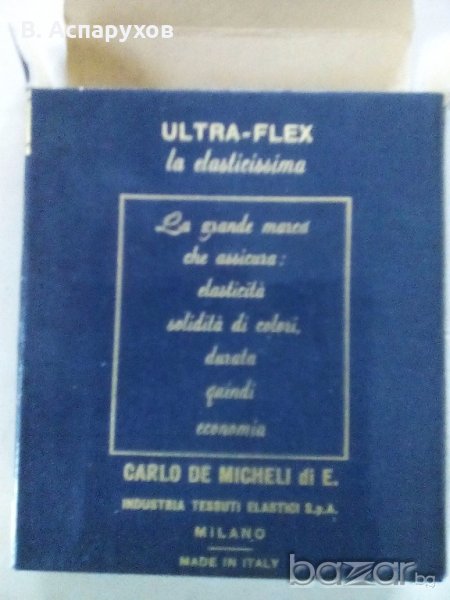 В. Аспарухов
ULTRA-FLEX
la elasticissima
La grande marca
che assicura:
elasticità
solidità di colori,
durata
quindi
economia
CARLO DE MICHELI di E.
INDUSTRIA TESSUTI ELASTICI S.p.A.
MILANO
MADE IN ITALY
bazar.bg